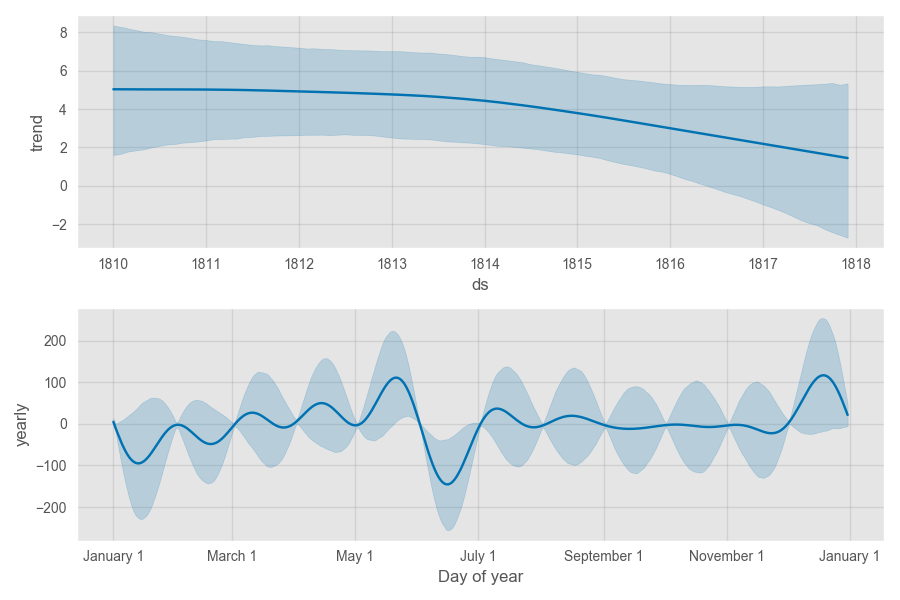 8
6
4
2
0
−2
trend
1810 1811 1812 1813 1814 1815 1816 1817 1818
ds
200
100
0
−100
−200
yearly
January 1 March 1 May 1 July 1 September 1 November 1 January 1
Day of year